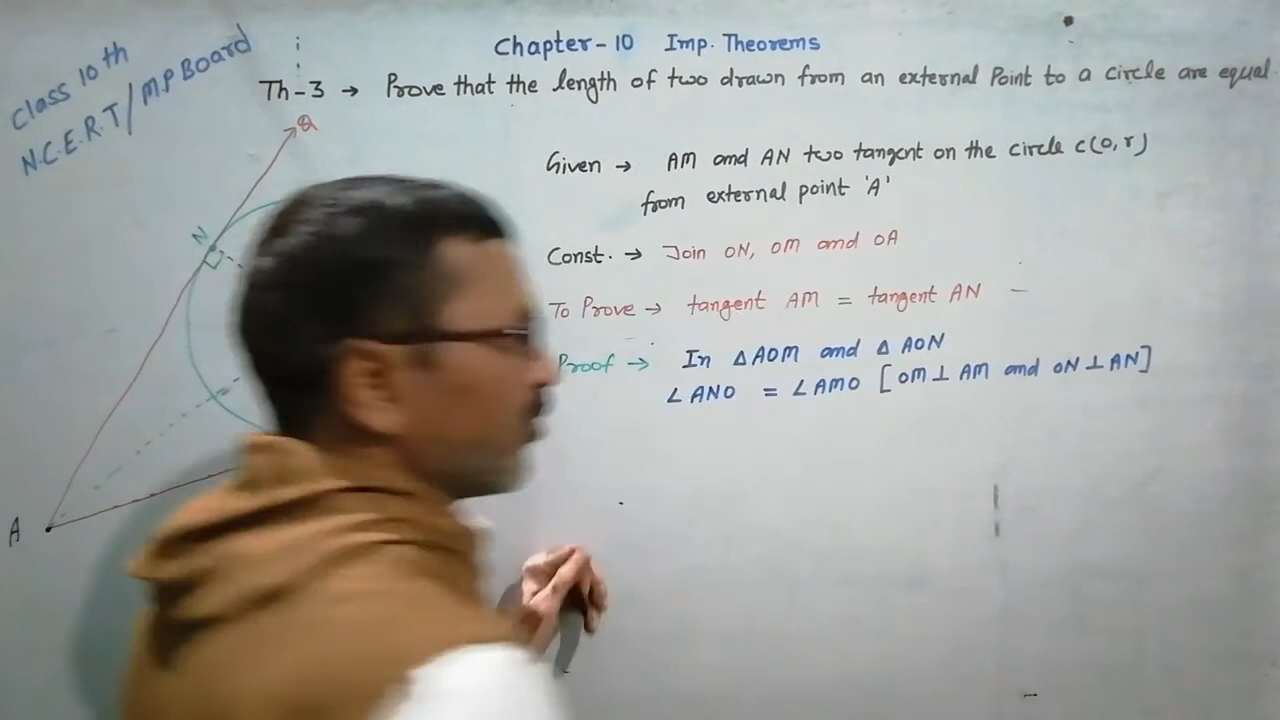 Class 10th
N.C.E.R.T/M.P Board
Chapter-10 Imp. Theorems
Th-3 → Prove that the length of two drawn from an external Point to a circle are equal.
Given → AM and AN two tangent on the circle c(o,r)
from external point 'A'
Const. → Join ON, OM and OA
To Prove → tangent AM = tangent AN
Proof → In △AOM and △AON
∠ANO = ∠AMO [OM⊥AM and ON⊥AN]
N
A